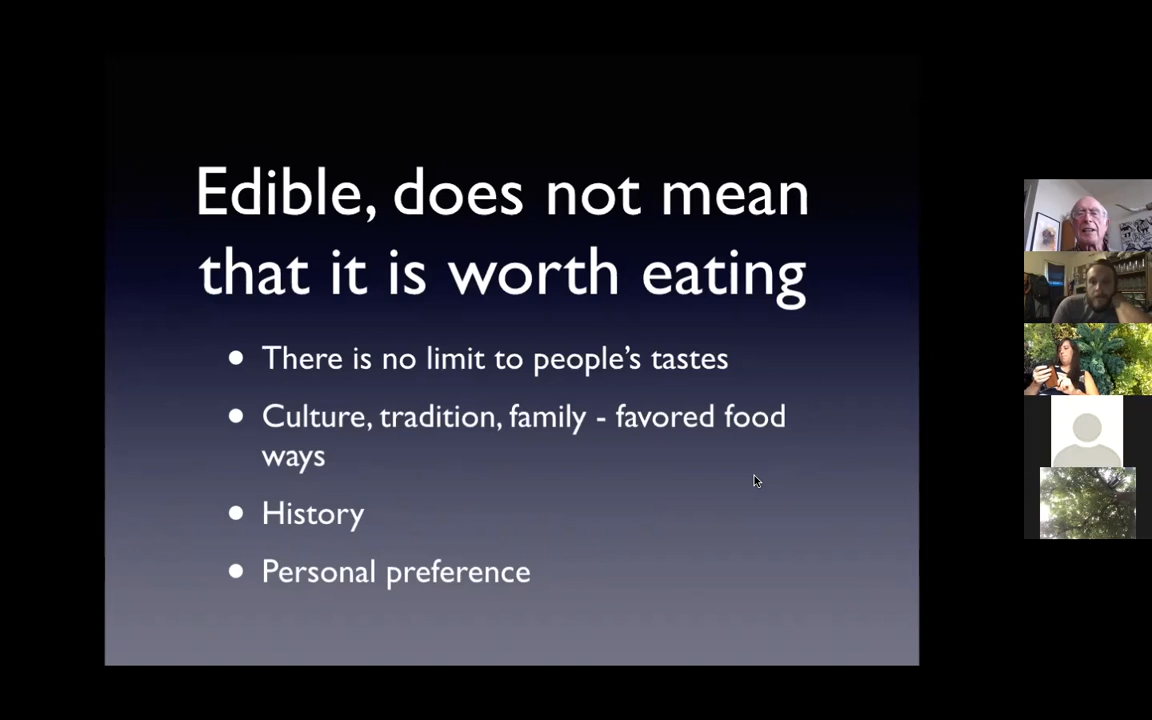 Edible, does not mean
that it is worth eating
• There is no limit to people’s tastes
• Culture, tradition, family - favored food
ways
• History
• Personal preference